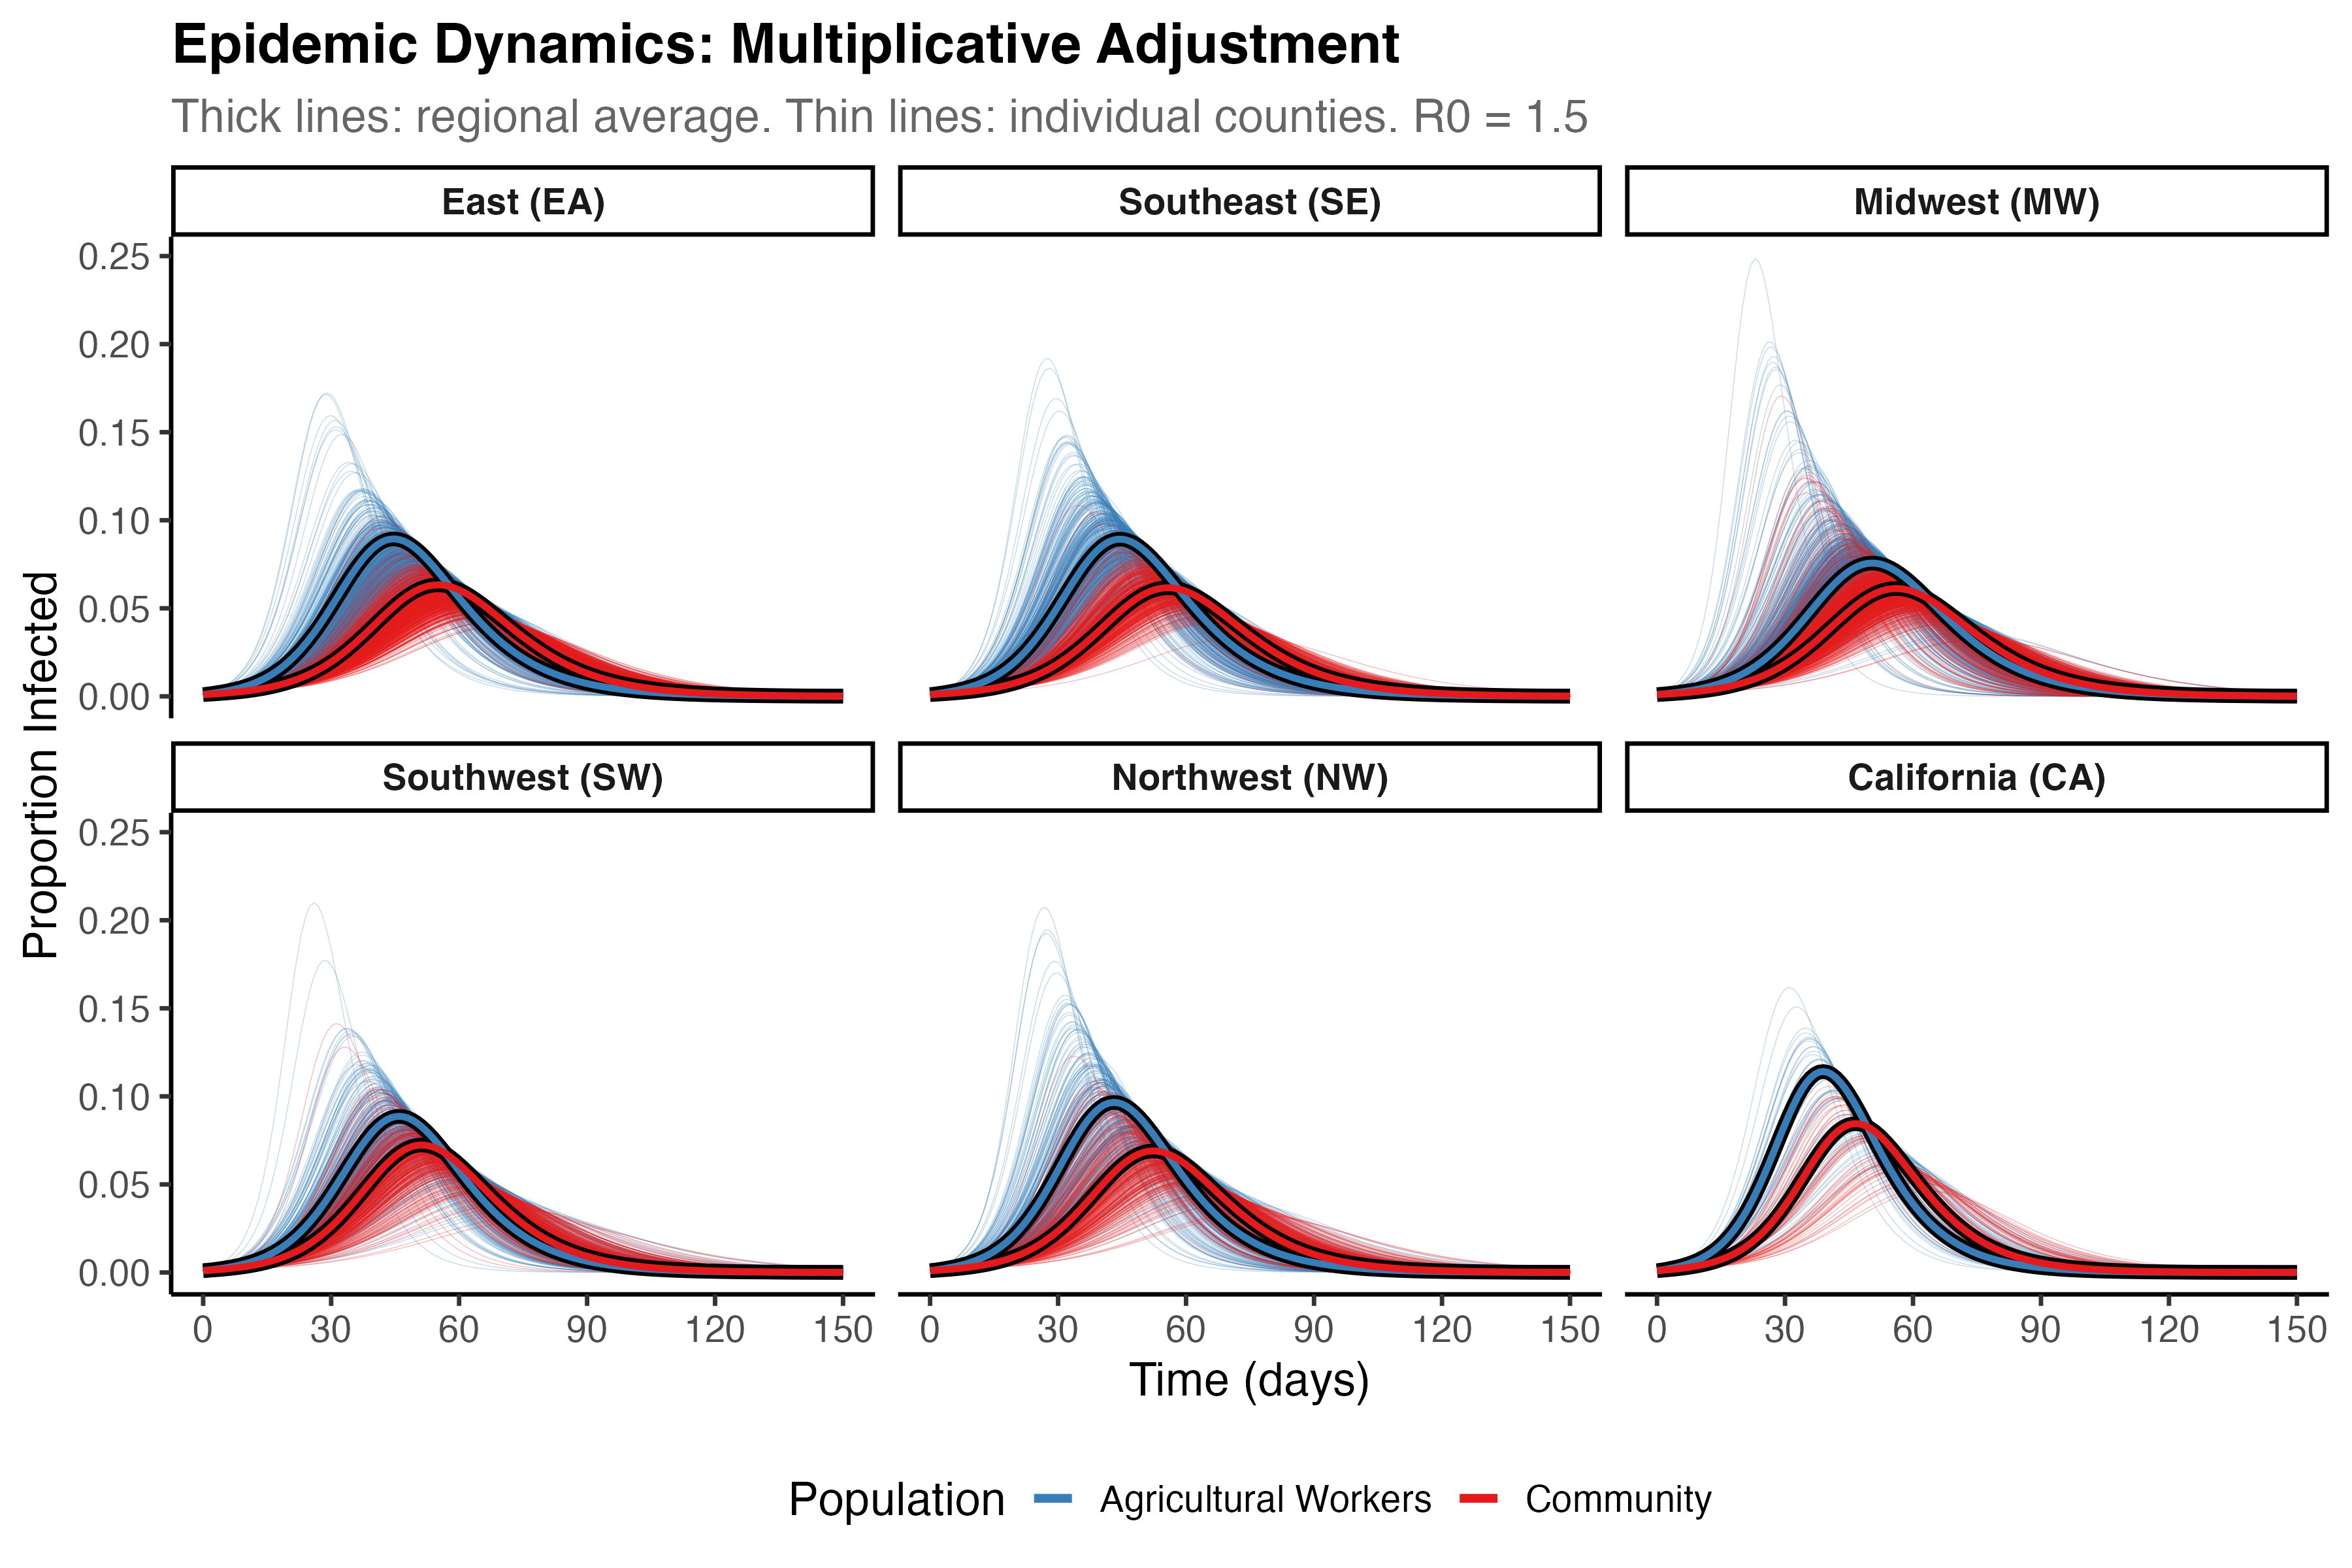 Epidemic Dynamics: Multiplicative Adjustment
Thick lines: regional average. Thin lines: individual counties. R0 = 1.5
East (EA)
Southeast (SE)
Midwest (MW)
0.25
0.20
0.15
0.10
0.05
0.00
Proportion Infected
Southwest (SW)
Northwest (NW)
California (CA)
0.25
0.20
0.15
0.10
0.05
0.00
0 30 60 90 120 150
0 30 60 90 120 150
0 30 60 90 120 150
Time (days)
Population Agricultural Workers Community